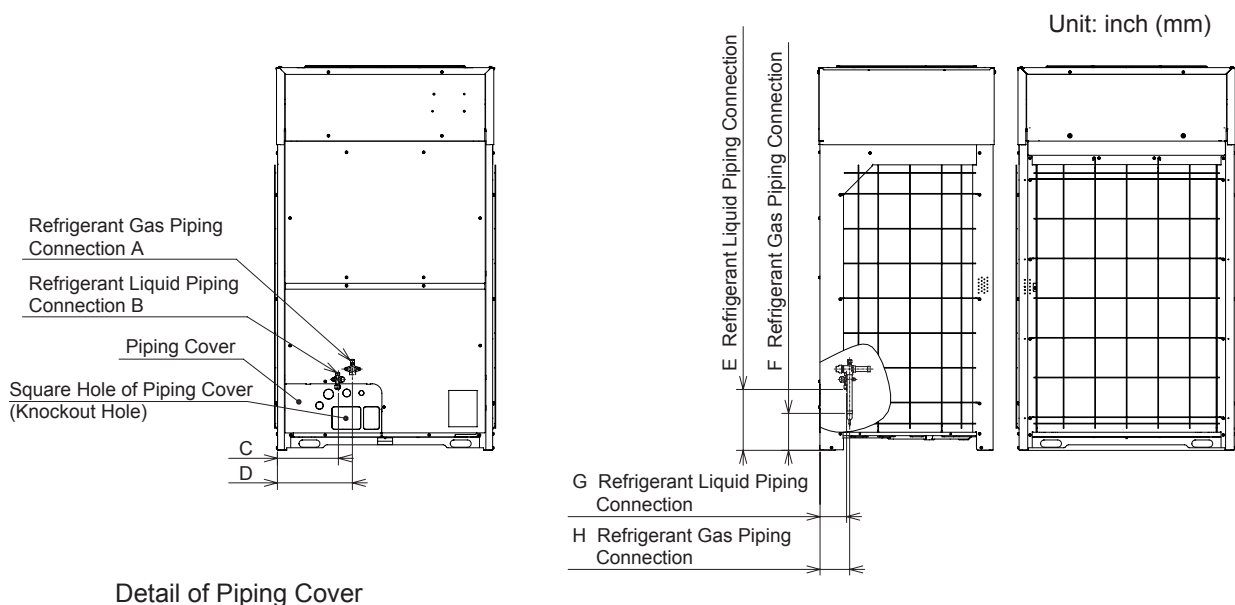 Unit: inch (mm)
E Refrigerant Liquid Piping Connection
F Refrigerant Gas Piping Connection
Refrigerant Gas Piping
Connection A
Refrigerant Liquid Piping
Connection B
Piping Cover
Square Hole of Piping Cover
(Knockout Hole)
C
D
G Refrigerant Liquid Piping
Connection
H Refrigerant Gas Piping
Connection
Detail of Piping Cover